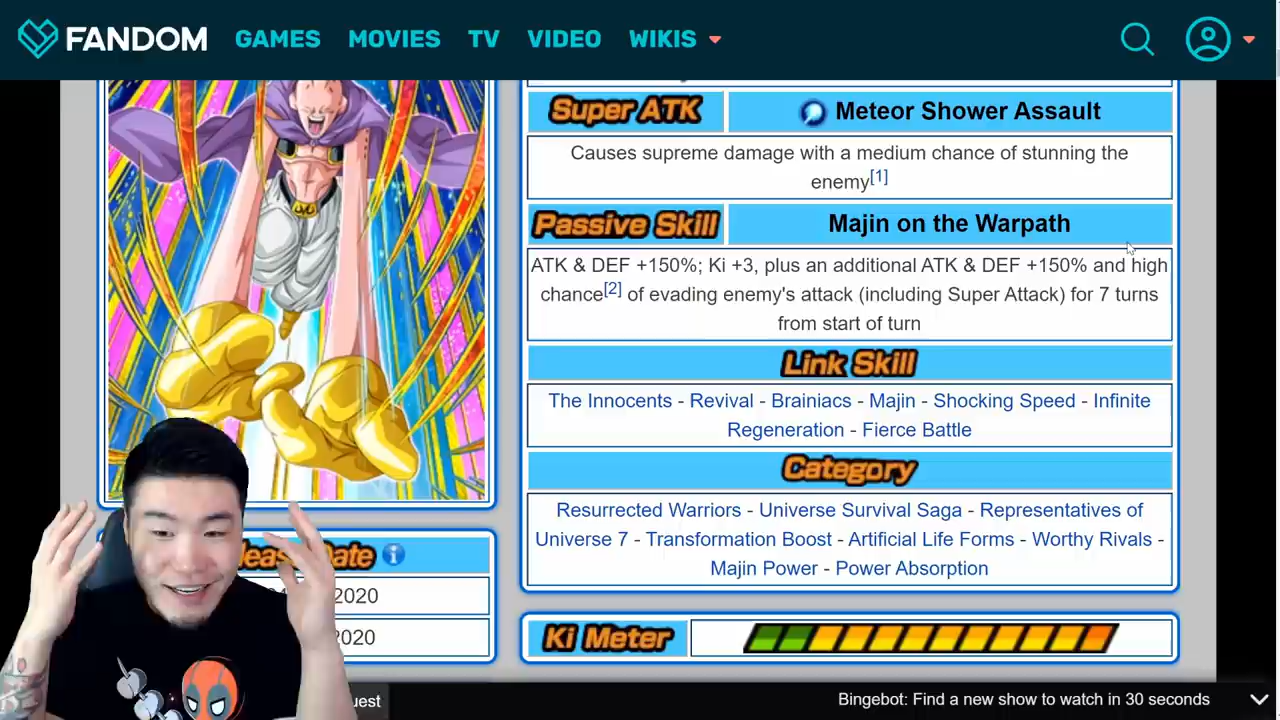 FANDOM GAMES MOVIES TV VIDEO WIKIS
Super ATK Meteor Shower Assault
Causes supreme damage with a medium chance of stunning the
enemy[1]
Passive Skill Majin on the Warpath
ATK & DEF +150%; Ki +3, plus an additional ATK & DEF +150% and high
chance[2] of evading enemy's attack (including Super Attack) for 7 turns
from start of turn
Link Skill
The Innocents - Revival - Brainiacs - Majin - Shocking Speed - Infinite
Regeneration - Fierce Battle
Category
Resurrected Warriors - Universe Survival Saga - Representatives of
Universe 7 - Transformation Boost - Artificial Life Forms - Worthy Rivals -
Majin Power - Power Absorption
Date
2020
2020
Ki Meter
Bingebot: Find a new show to watch in 30 seconds